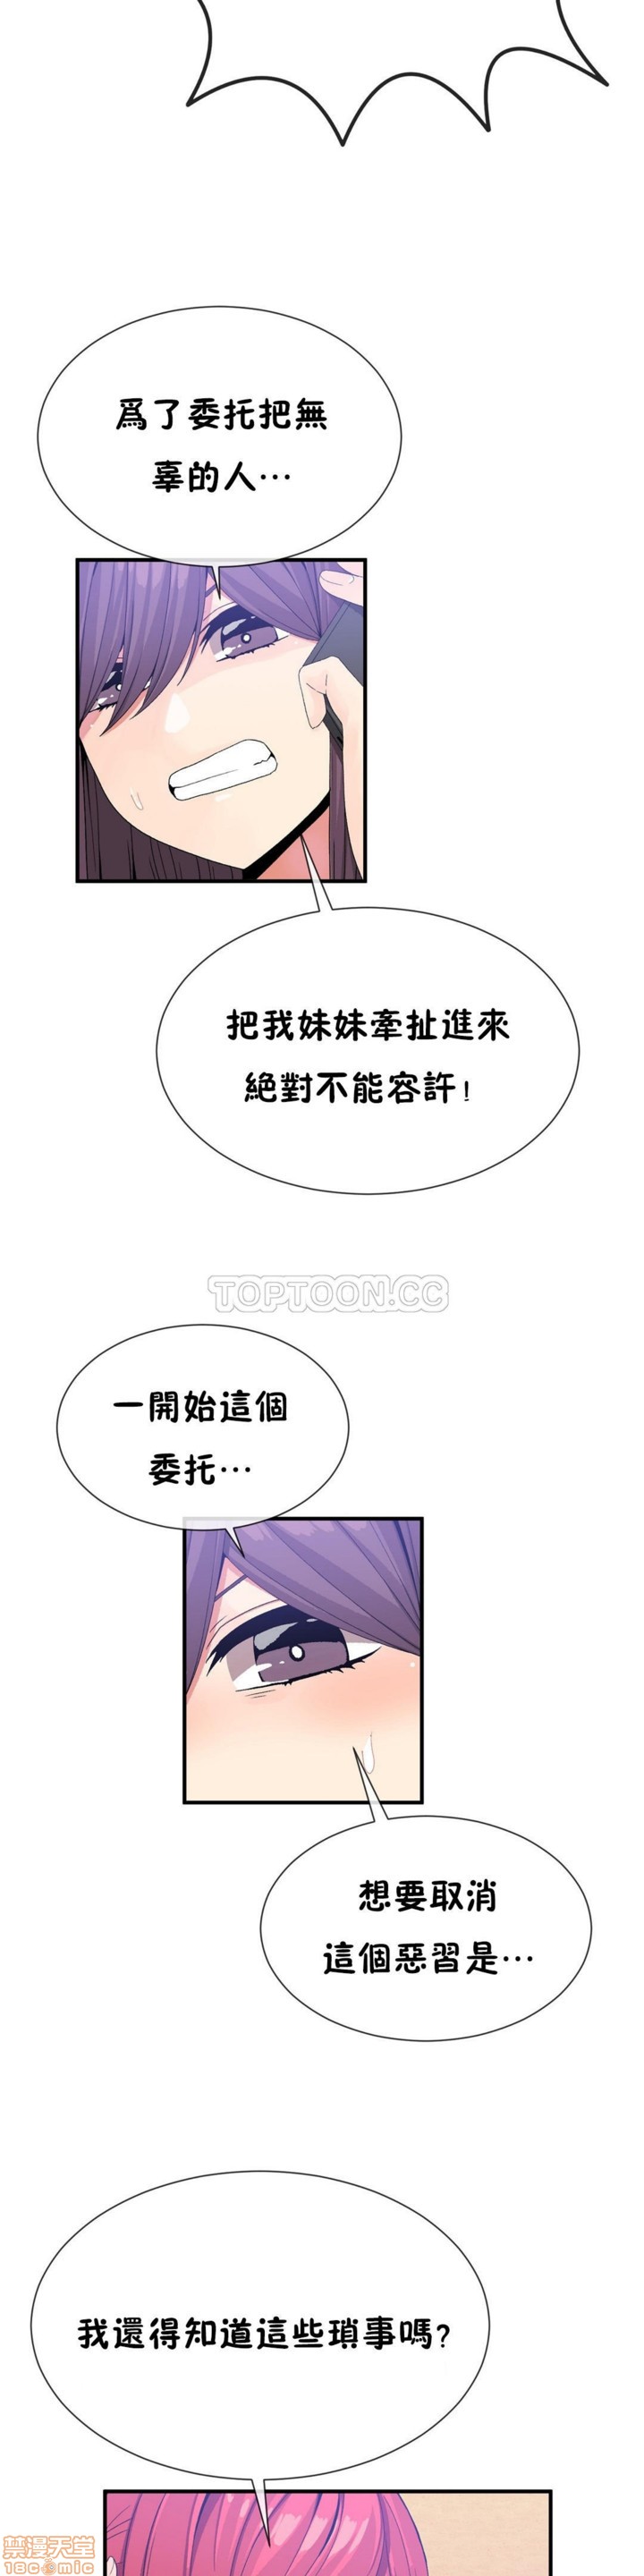 爲了委托把無
辜的人…
把我妹妹牽扯進來
絕對不能容許!
TOPTOON.CC
一開始這個
委托…
想要取消
這個惡習是…
我還得知道這些瑣事嗎?
禁漫天堂
18comic